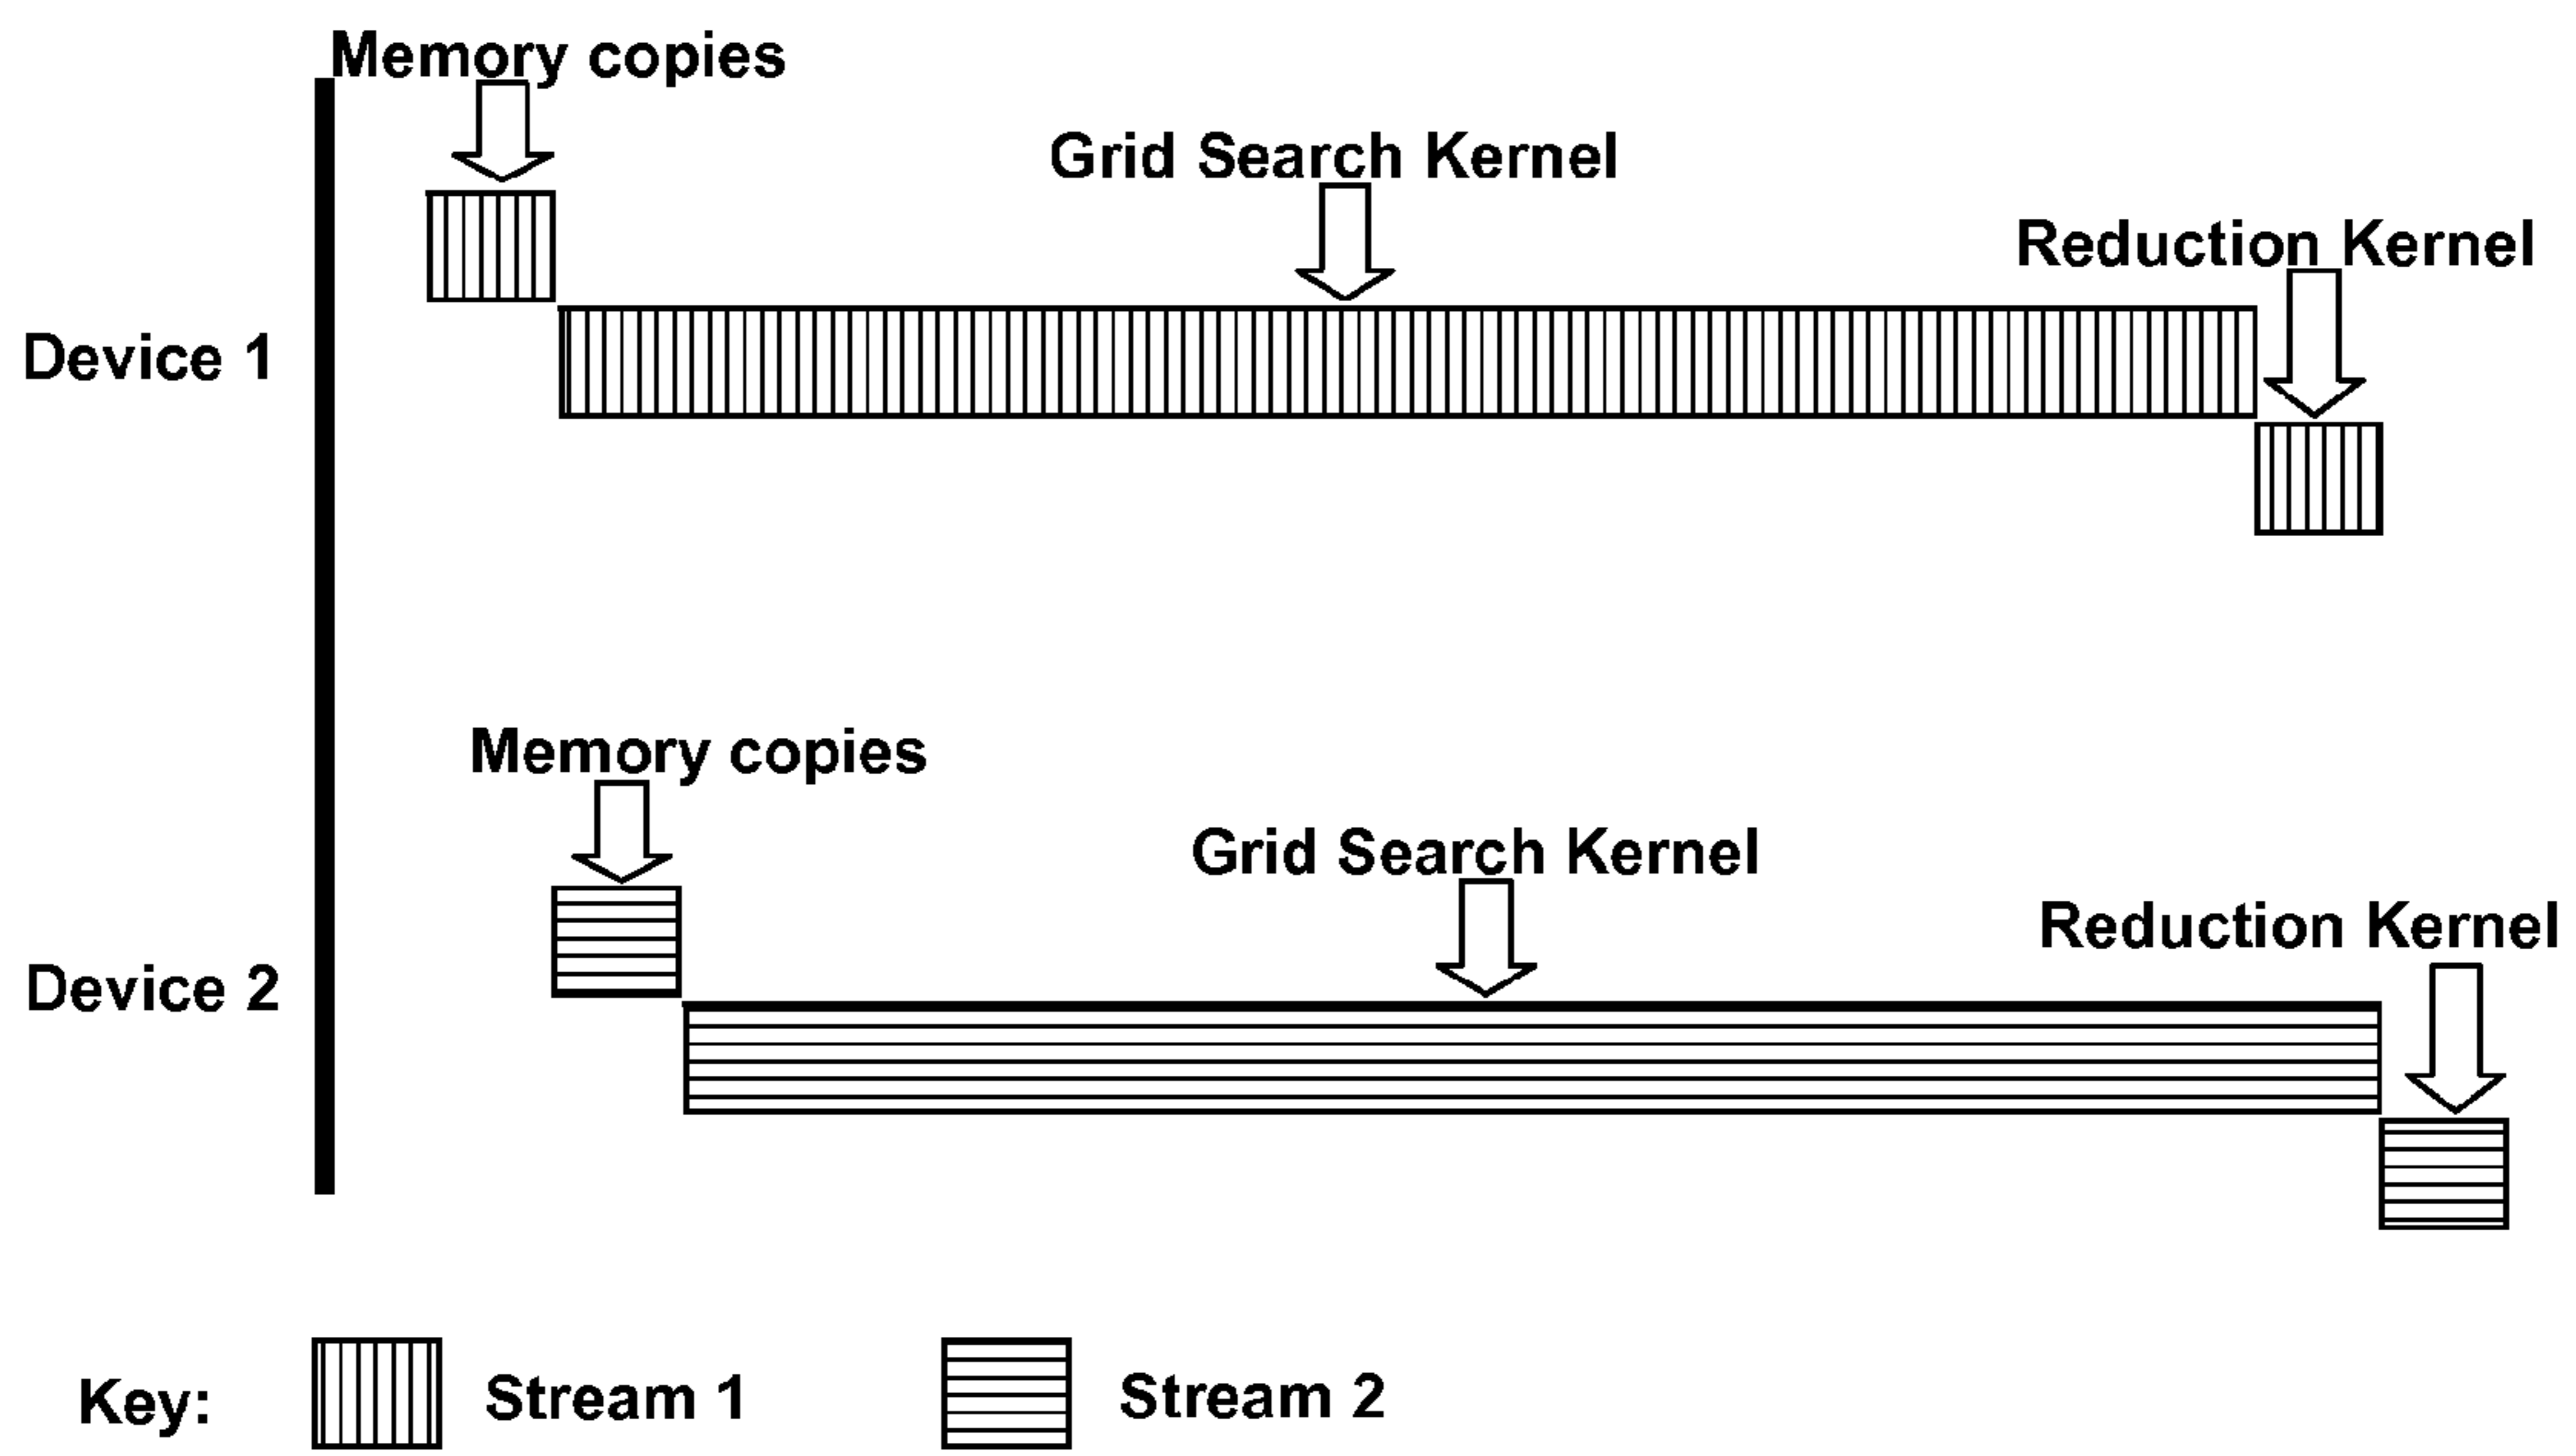 Memory copies
Grid Search Kernel
Reduction Kernel
Device 1
Memory copies
Grid Search Kernel
Reduction Kernel
Device 2
Key: Stream 1 Stream 2